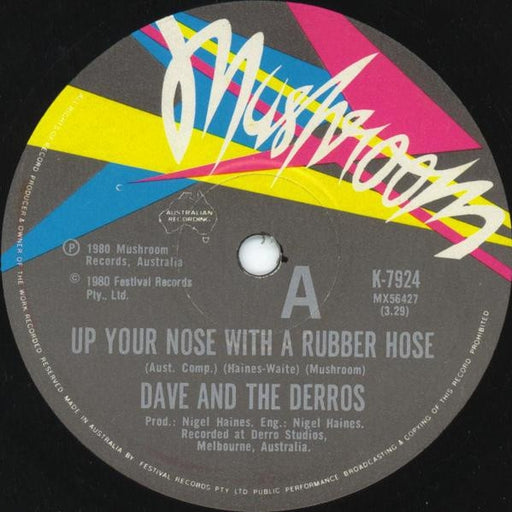 Mushroom
AUSTRALIAN
RECORDING
Ⓟ 1980 Mushroom
Records, Australia
© 1980 Festival Records
Pty., Ltd.
A
K-7924
MX56427
(3.29)
UP YOUR NOSE WITH A RUBBER HOSE
(Aust. Comp.) (Haines-Waite) (Mushroom)
DAVE AND THE DERROS
Prod.: Nigel Haines. Eng.: Nigel Haines.
Recorded at Derro Studios,
Melbourne, Australia.
ALL RIGHTS OF RECORD PRODUCER & OWNER OF THE WORK RECORDED RESERVED MADE IN AUSTRALIA BY FESTIVAL RECORDS PTY LTD PUBLIC PERFORMANCE BROADCASTING & COPYING OF THIS RECORD PROHIBITED